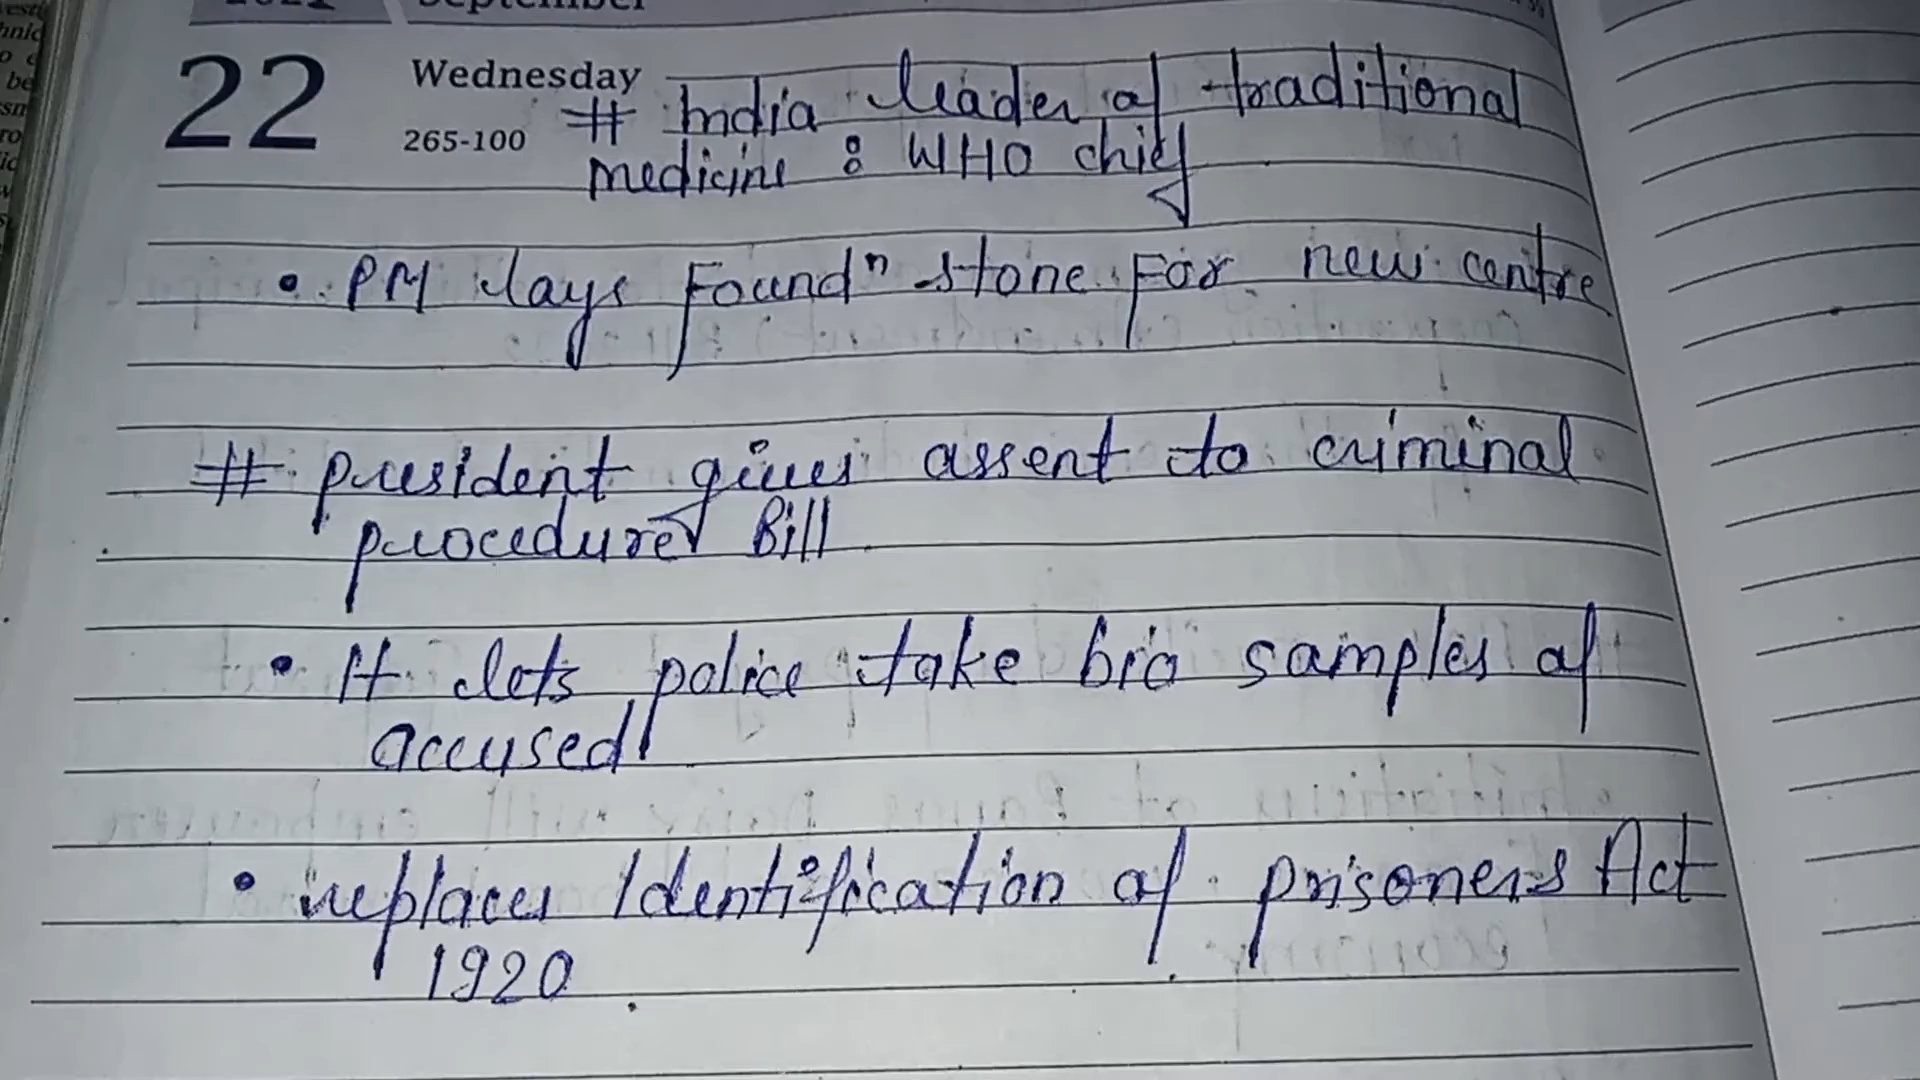 September
22 Wednesday
265-100
# India leader of traditional
medicine : WHO chief
• PM lays Foundⁿ stone For new centre
# president gives assent to criminal
procedure Bill
• It lets police take bio samples of
accused
• replaces Identification of prisoners Act
1920.